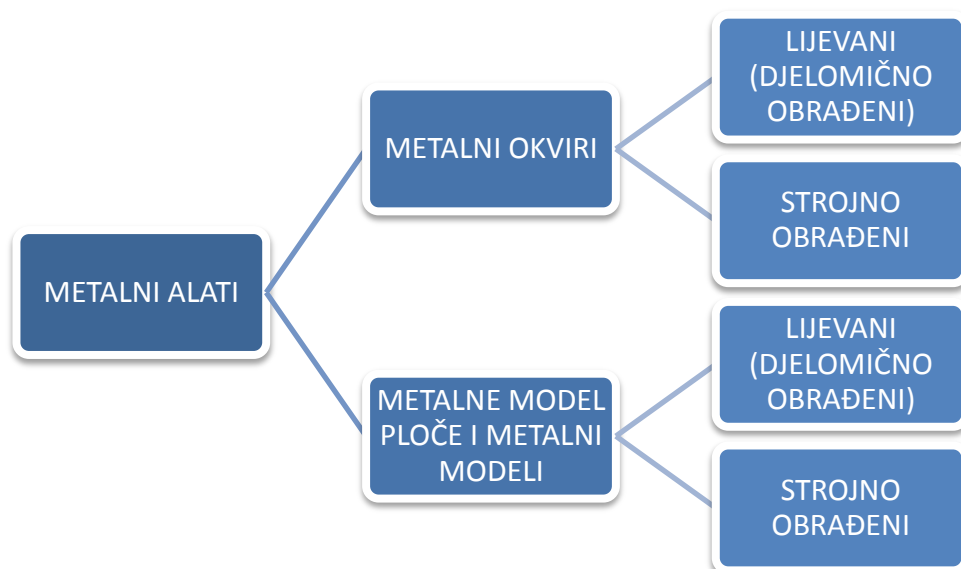 METALNI ALATI
METALNI OKVIRI
LIJEVANI
(DJELOMIČNO
OBRAĐENI)
STROJNO
OBRAĐENI
METALNE MODEL
PLOČE I METALNI
MODELI
LIJEVANI
(DJELOMIČNO
OBRAĐENI)
STROJNO
OBRAĐENI